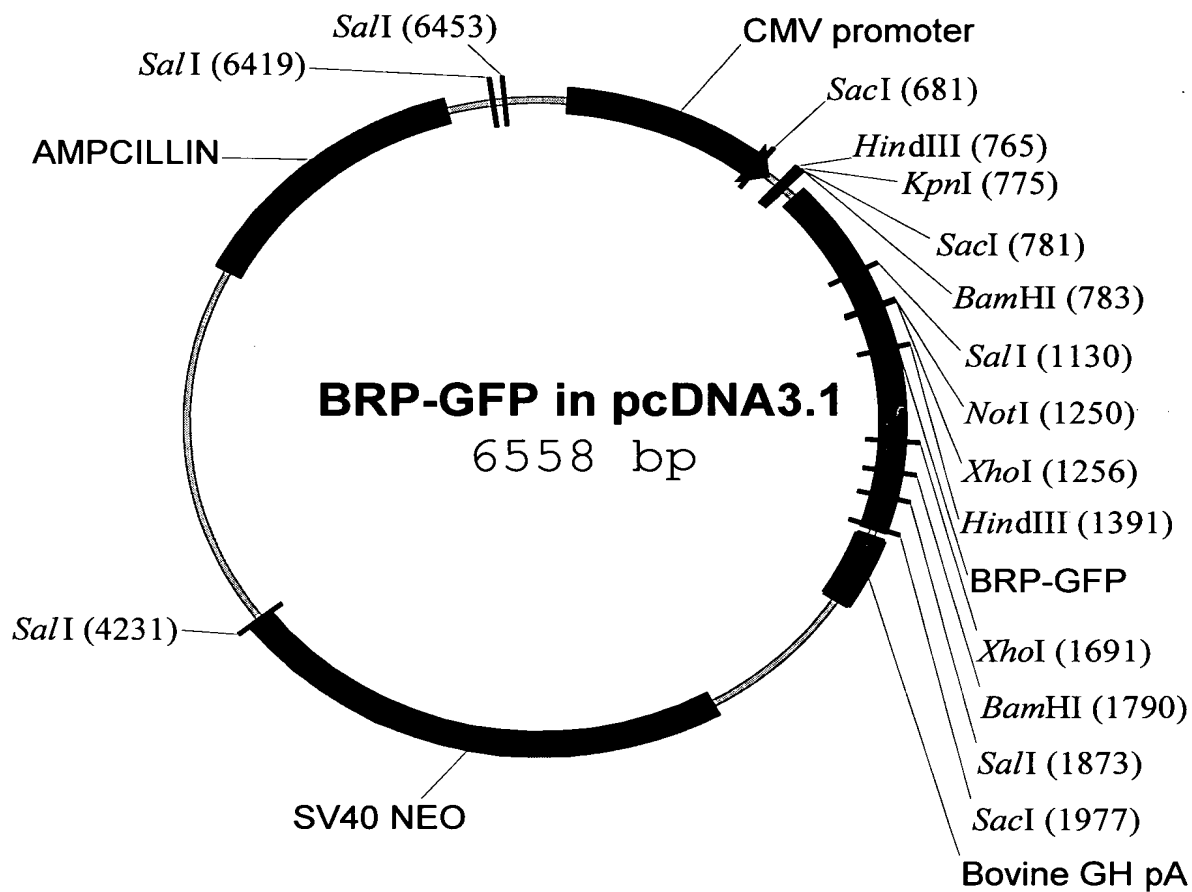 SalI (6453)
CMV promoter
SalI (6419)
SacI (681)
AMPCILLIN
HindIII (765)
KpnI (775)
SacI (781)
BamHI (783)
SalI (1130)
BRP-GFP in pcDNA3.1
6558 bp
NotI (1250)
XhoI (1256)
HindIII (1391)
BRP-GFP
SalI (4231)
XhoI (1691)
BamHI (1790)
SalI (1873)
SV40 NEO
SacI (1977)
Bovine GH pA